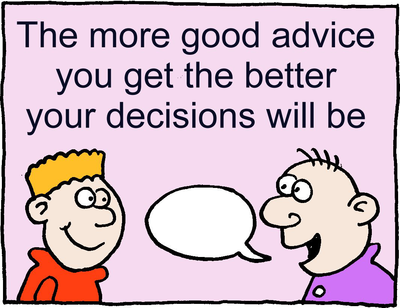 The more good advice
you get the better
your decisions will be